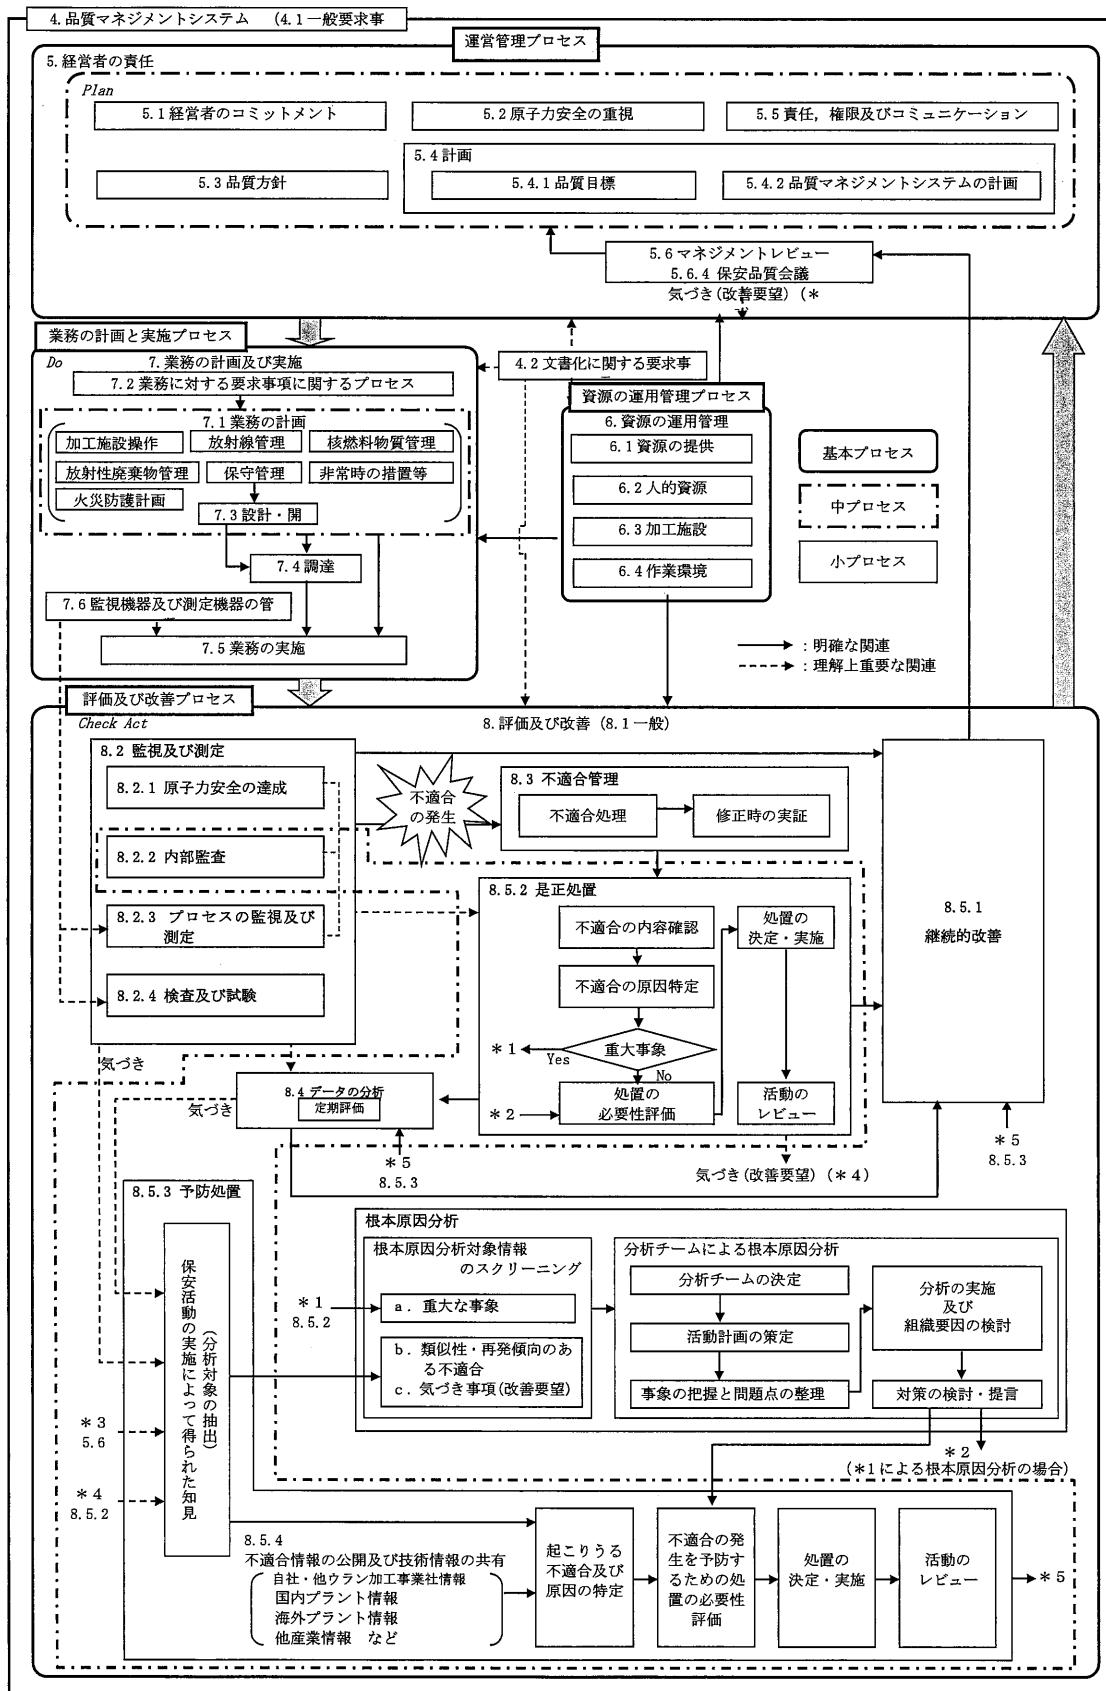 4.品質マネジメントシステム　(4.1一般要求事
運営管理プロセス
5.経営者の責任
Plan
5.1経営者のコミットメント
5.2原子力安全の重視
5.5責任，権限及びコミュニケーション
5.4計画
5.3品質方針
5.4.1品質目標
5.4.2品質マネジメントシステムの計画
5.6マネジメントレビュー
5.6.4 保安品質会議
気づき(改善要望) (＊
業務の計画と実施プロセス
Do
7.業務の計画及び実施
7.2業務に対する要求事項に関するプロセス
4.2文書化に関する要求事
資源の運用管理プロセス
7.1業務の計画
加工施設操作
放射線管理
核燃料物質管理
放射性廃棄物管理
保守管理
非常時の措置等
火災防護計画
7.3設計・開
7.4調達
7.6監視機器及び測定機器の管
7.5業務の実施
6.資源の運用管理
6.1資源の提供
6.2人的資源
6.3加工施設
6.4作業環境
基本プロセス
中プロセス
小プロセス
：明確な関連
：理解上重要な関連
評価及び改善プロセス
Check Act
8.評価及び改善 (8.1一般)
8.2 監視及び測定
8.2.1 原子力安全の達成
8.2.2 内部監査
8.2.3 プロセスの監視及び
測定
8.2.4 検査及び試験
不適合
の発生
8.3 不適合管理
不適合処理
修正時の実証
8.5.2 是正処置
不適合の内容確認
不適合の原因特定
重大事象
＊1
Yes
No
＊2
処置の
必要性評価
処置の
決定・実施
活動の
レビュー
8.5.1
継続的改善
気づき
8.4 データの分析
定期評価
気づき
＊5
8.5.3
気づき(改善要望) (＊4)
＊5
8.5.3
8.5.3 予防処置
保安活動の実施によって得られた知見
(分析対象の抽出)
＊3
5.6
＊4
8.5.2
根本原因分析
根本原因分析対象情報
のスクリーニング
＊1
8.5.2
a. 重大な事象
b. 類似性・再発傾向のあ
る不適合
c. 気づき事項(改善要望)
分析チームによる根本原因分析
分析チームの決定
活動計画の策定
事象の把握と問題点の整理
分析の実施
及び
組織要因の検討
対策の検討・提言
＊2
(＊1による根本原因分析の場合)
8.5.4
不適合情報の公開及び技術情報の共有
自社・他ウラン加工事業社情報
国内プラント情報
海外プラント情報
他産業情報　など
起こりうる
不適合及び
原因の特定
不適合の発
生を予防す
るための処
置の必要性
評価
処置の
決定・実施
活動の
レビュー
＊5